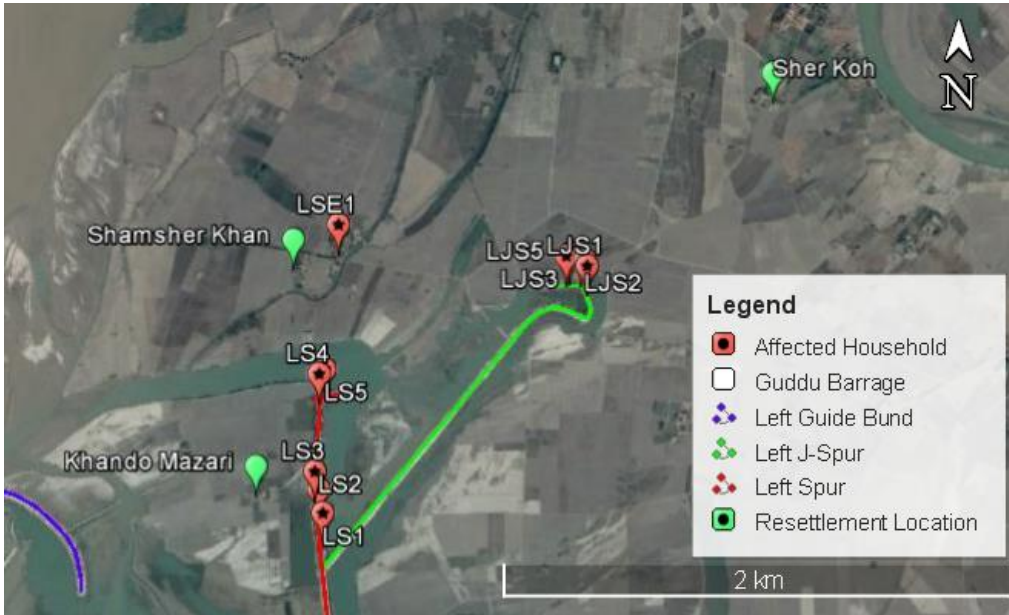 Sher Koh
N
LSE1
Shamsher Khan
LJS5
LJS1
LJS3
LJS2
LS4
LS5
LS3
Khando Mazari
LS2
LS1
Legend
Affected Household
Guddu Barrage
Left Guide Bund
Left J-Spur
Left Spur
Resettlement Location
2 km